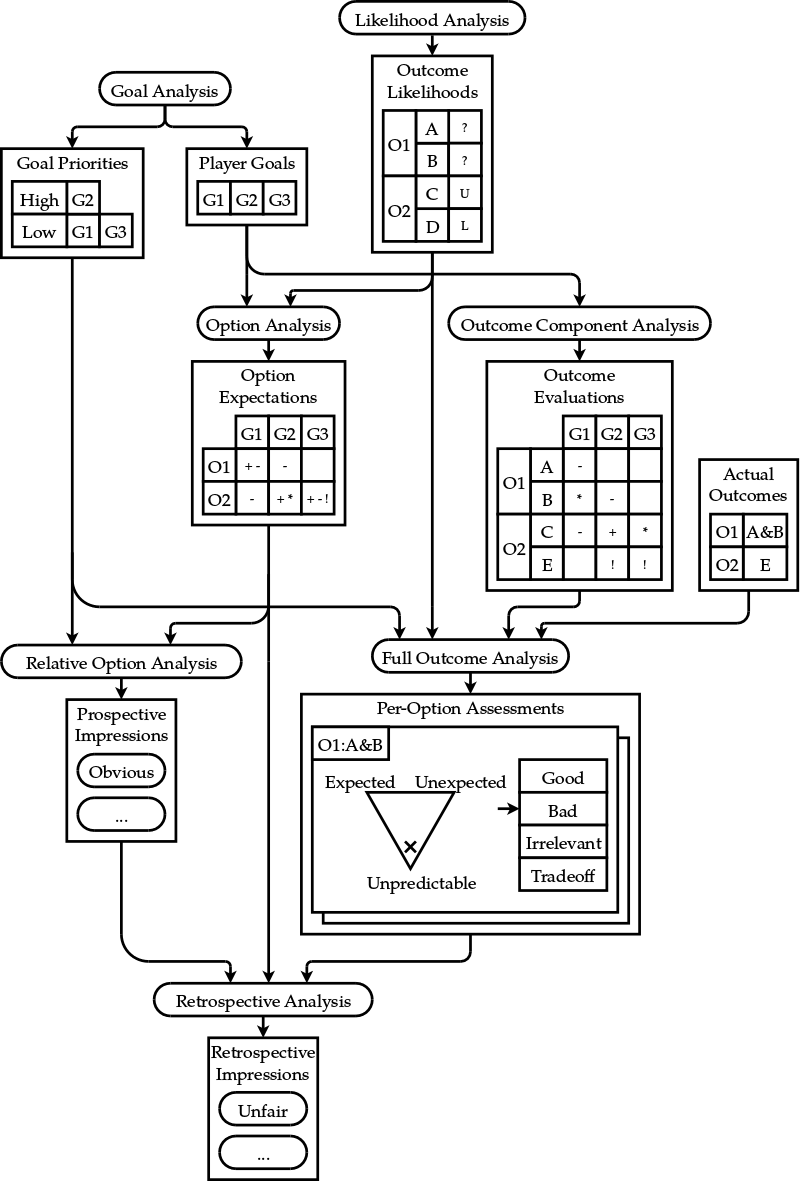 Likelihood Analysis
Outcome
Likelihoods
O1 A ?
B ?
O2 C U
D L
Goal Analysis
Goal Priorities
High G2
Low G1 G3
Player Goals
G1 G2 G3
Option Analysis
Option
Expectations
G1 G2 G3
O1 + - -
O2 - + * + - !
Outcome Component Analysis
Outcome
Evaluations
G1 G2 G3
O1 A -
B * -
O2 C - + *
E ! !
Actual
Outcomes
O1 A&B
O2 E
Relative Option Analysis
Prospective
Impressions
Obvious
...
Full Outcome Analysis
Per-Option Assessments
O1:A&B
Expected Unexpected
Unpredictable
Good
Bad
Irrelevant
Tradeoff
Retrospective Analysis
Retrospective
Impressions
Unfair
...